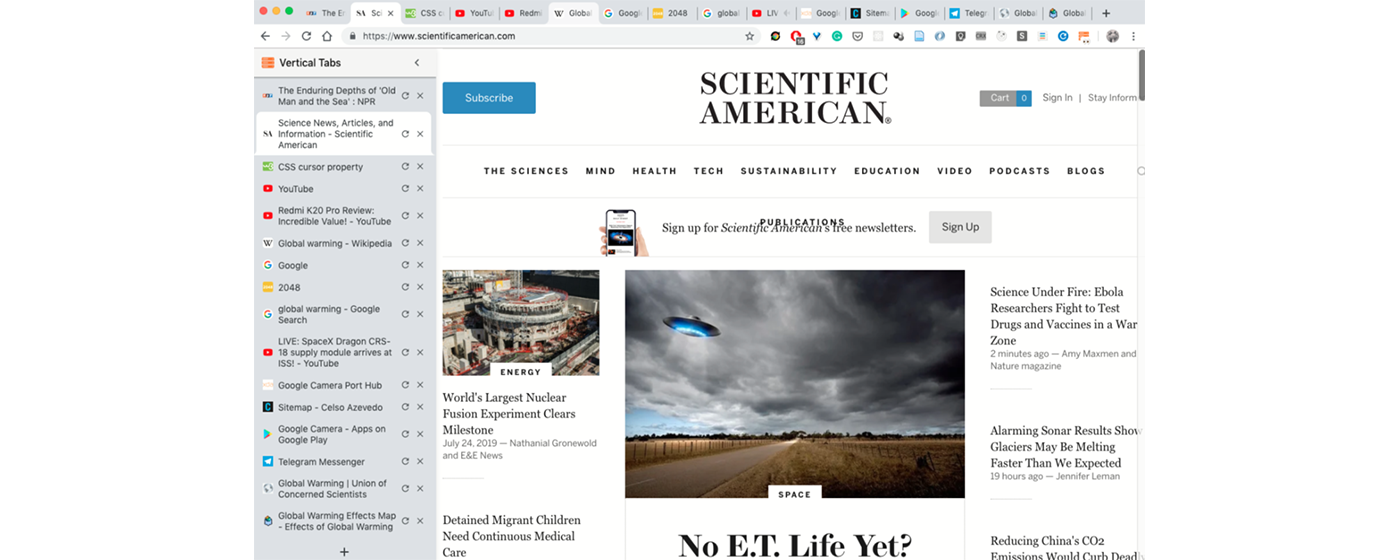 The En
Sci
CSS c
YouTu
Redmi
Global
Googl
2048
global
LIV
Googl
Sitem
Googl
Telegr
Global
Global
https://www.scientificamerican.com
Vertical Tabs
The Enduring Depths of 'Old
Man and the Sea' : NPR
Science News, Articles, and
Information - Scientific
American
CSS cursor property
YouTube
Redmi K20 Pro Review:
Incredible Value! - YouTube
Global warming - Wikipedia
Google
2048
global warming - Google
Search
LIVE: SpaceX Dragon CRS-
18 supply module arrives at
ISS! - YouTube
Google Camera Port Hub
Sitemap - Celso Azevedo
Google Camera - Apps on
Google Play
Telegram Messenger
Global Warming | Union of
Concerned Scientists
Global Warming Effects Map
- Effects of Global Warming
Subscribe
SCIENTIFIC
AMERICAN®
Cart 0
Sign In | Stay Inform
THE SCIENCES MIND HEALTH TECH SUSTAINABILITY EDUCATION VIDEO PODCASTS BLOGS
PUBLICATIONS
Sign up for Scientific American's free newsletters.
Sign Up
ENERGY
World's Largest Nuclear
Fusion Experiment Clears
Milestone
July 24, 2019 — Nathanial Gronewold
and E&E News
Detained Migrant Children
Need Continuous Medical
Care
SPACE
No E.T. Life Yet?
Science Under Fire: Ebola
Researchers Fight to Test
Drugs and Vaccines in a War
Zone
2 minutes ago — Amy Maxmen and
Nature magazine
Alarming Sonar Results Show
Glaciers May Be Melting
Faster Than We Expected
19 hours ago — Jennifer Leman
Reducing China's CO2
Emissions Would Curb Deadl